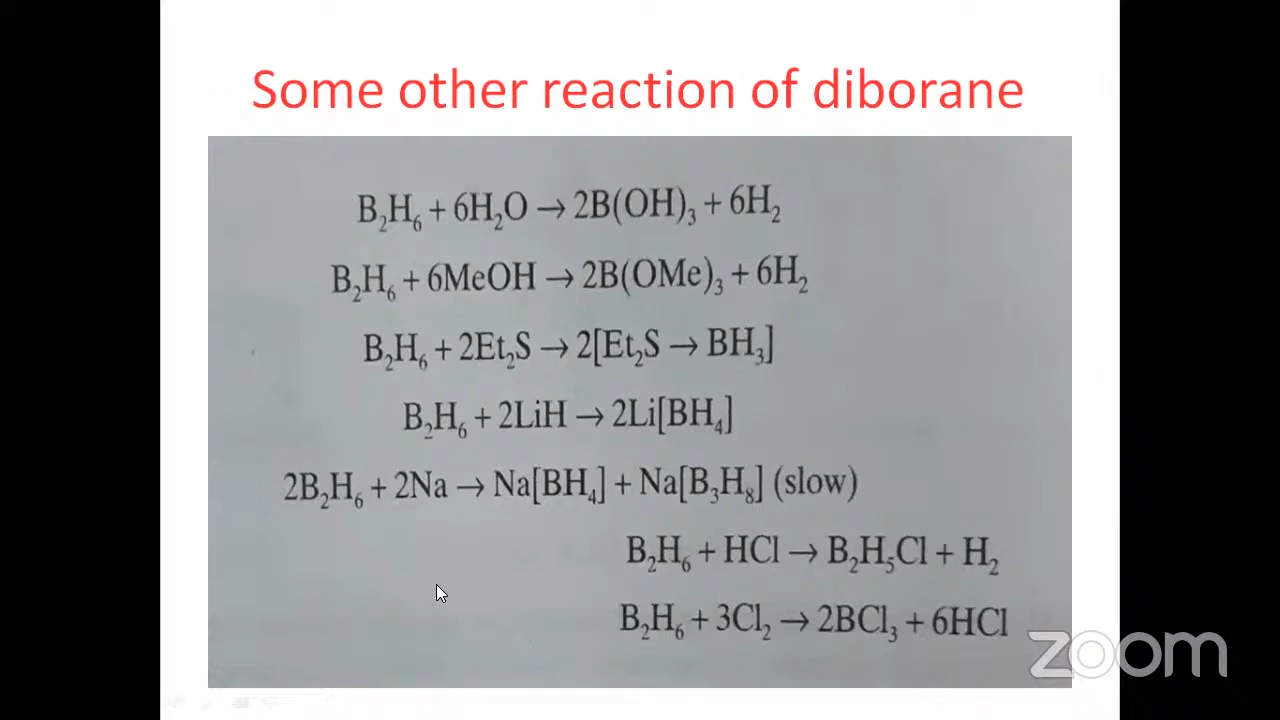 Some other reaction of diborane
B₂H₆ + 6H₂O → 2B(OH)₃ + 6H₂
B₂H₆ + 6MeOH → 2B(OMe)₃ + 6H₂
B₂H₆ + 2Et₂S → 2[Et₂S → BH₃]
B₂H₆ + 2LiH → 2Li[BH₄]
2B₂H₆ + 2Na → Na[BH₄] + Na[B₃H₈] (slow)
B₂H₆ + HCl → B₂H₅Cl + H₂
B₂H₆ + 3Cl₂ → 2BCl₃ + 6HCl
zoom